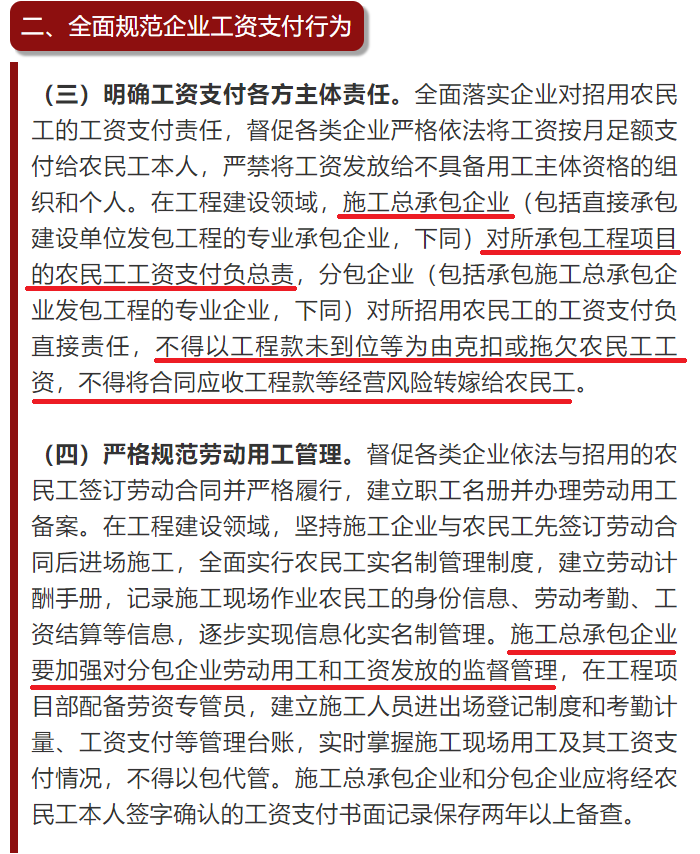 二、全面规范企业工资支付行为
（三）明确工资支付各方主体责任。全面落实企业对招用农民
工的工资支付责任，督促各类企业严格依法将工资按月足额支
付给农民工本人，严禁将工资发放给不具备用工主体资格的组
织和个人。在工程建设领域，施工总承包企业（包括直接承包
建设单位发包工程的专业承包企业，下同）对所承包工程项目
的农民工工资支付负总责，分包企业（包括承包施工总承包企
业发包工程的专业企业，下同）对所招用农民工的工资支付负
直接责任，不得以工程款未到位等为由克扣或拖欠农民工工
资，不得将合同应收工程款等经营风险转嫁给农民工。
（四）严格规范劳动用工管理。督促各类企业依法与招用的农
民工签订劳动合同并严格履行，建立职工名册并办理劳动用工
备案。在工程建设领域，坚持施工企业与农民工先签订劳动合
同后进场施工，全面实行农民工实名制管理制度，建立劳动计
酬手册，记录施工现场作业农民工的身份信息、劳动考勤、工
资结算等信息，逐步实现信息化实名制管理。施工总承包企业
要加强对分包企业劳动用工和工资发放的监督管理，在工程项
目部配备劳资专管员，建立施工人员进出场登记制度和考勤计
量、工资支付等管理台账，实时掌握施工现场用工及其工资支
付情况，不得以包代管。施工总承包企业和分包企业应将经农
民工本人签字确认的工资支付书面记录保存两年以上备查。